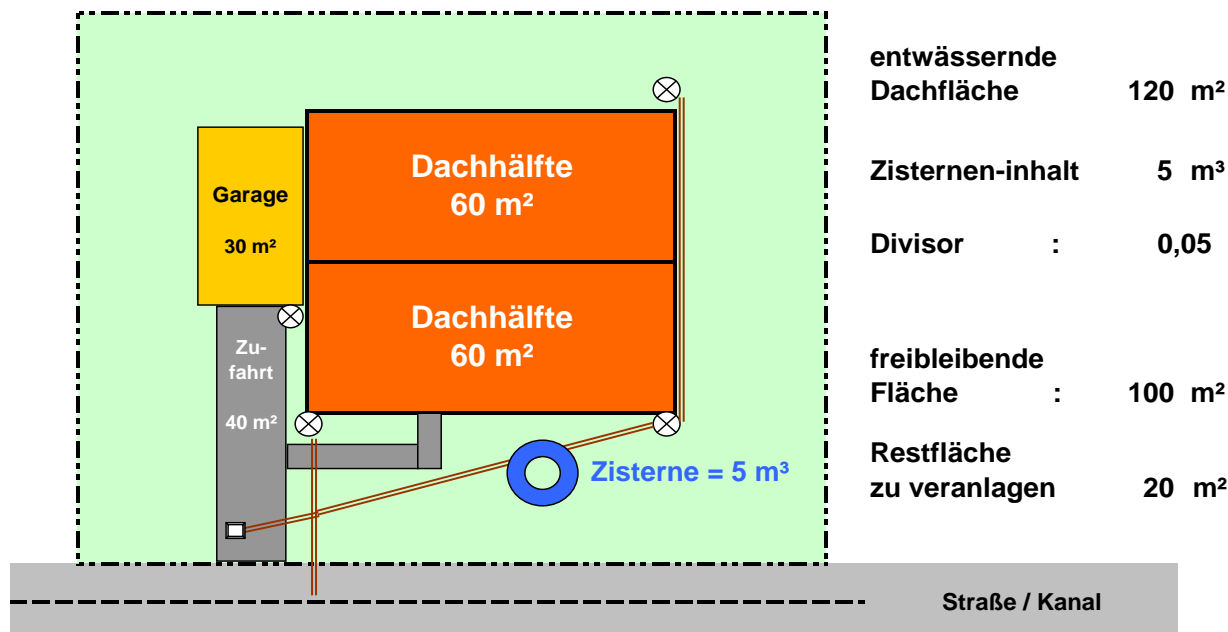 Garage
30 m²
Zu-
fahrt
40 m²
Dachhälfte
60 m²
Dachhälfte
60 m²
Zisterne = 5 m³
entwässernde
Dachfläche 120 m²
Zisternen-inhalt 5 m³
Divisor : 0,05
freibleibende
Fläche : 100 m²
Restfläche
zu veranlagen 20 m²
Straße / Kanal